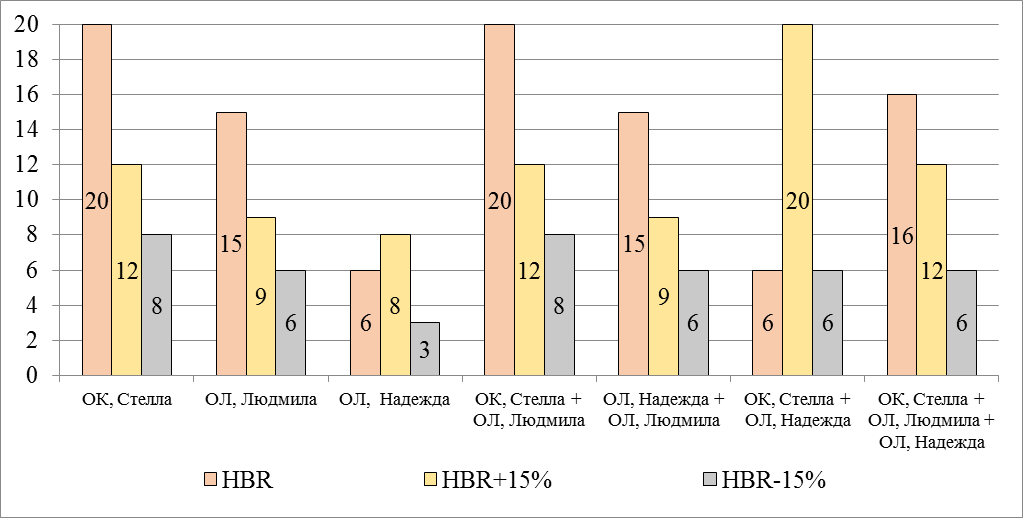 20
18
16
14
12
10
8
6
4
2
0
20
12
8
15
9
6
6
8
3
20
12
8
15
9
6
6
20
6
16
12
6
ОК, Стелла
ОЛ, Людмила
ОЛ, Надежда
ОК, Стелла +
ОЛ, Людмила
ОЛ, Надежда +
ОЛ, Людмила
ОК, Стелла +
ОЛ, Надежда
ОК, Стелла +
ОЛ, Людмила +
ОЛ, Надежда
HBR
HBR+15%
HBR-15%